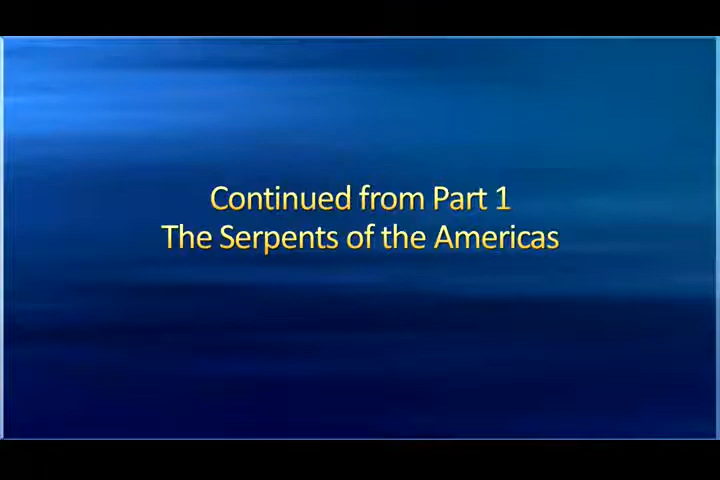 Continued from Part 1
The Serpents of the Americas